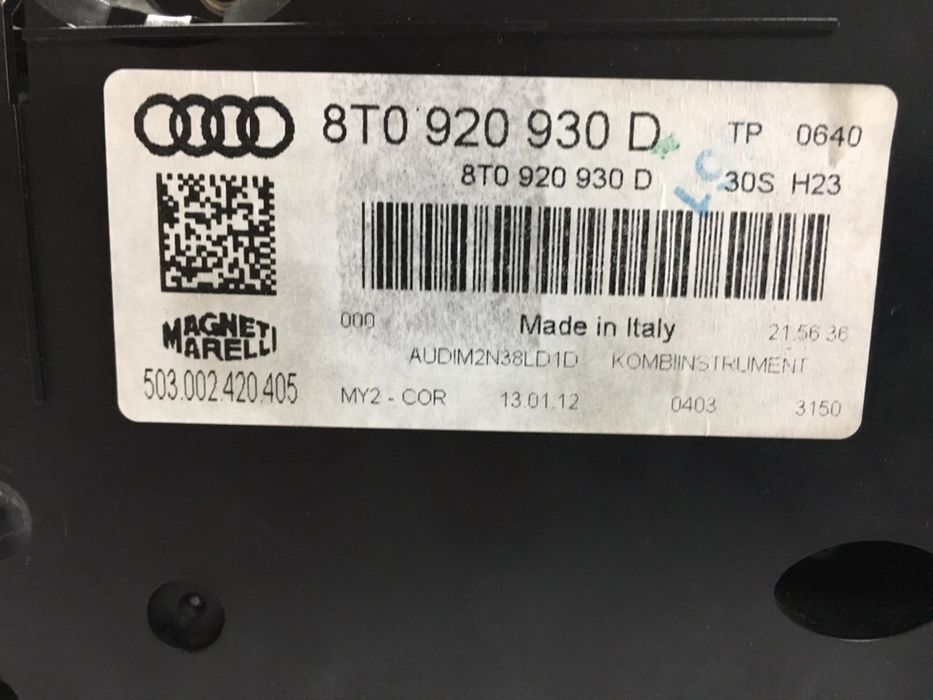 8T0 920 930 D TP 0640
8T0 920 930 D 30S H23
000 Made in Italy 21:56:36
MAGNETI
MARELLI
AUDIM2N38LD1D KOMBIINSTRUMENT
503.002.420.405
MY2 - COR 13.01.12 0403 3150